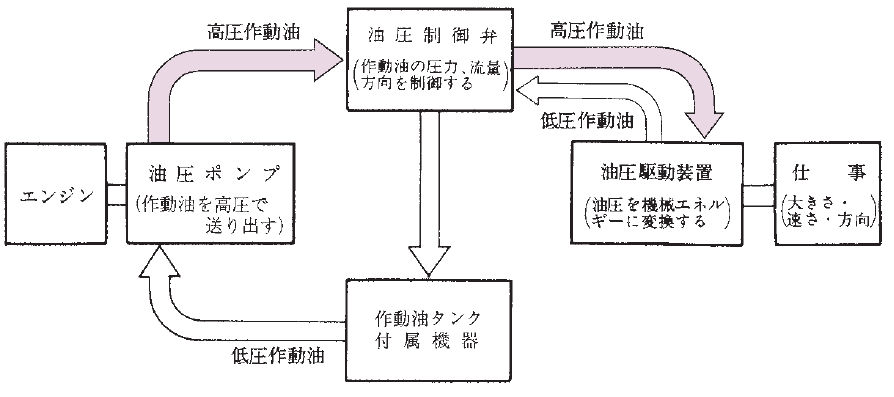 高圧作動油
油圧制御弁
(作動油の圧力、流量
方向を制御する)
高圧作動油
低圧作動油
エンジン
油圧ポンプ
(作動油を高圧で
送り出す)
油圧駆動装置
(油圧を機械エネル
ギーに変換する)
仕事
(大きさ・
速さ・方向)
作動油タンク
付属機器
低圧作動油